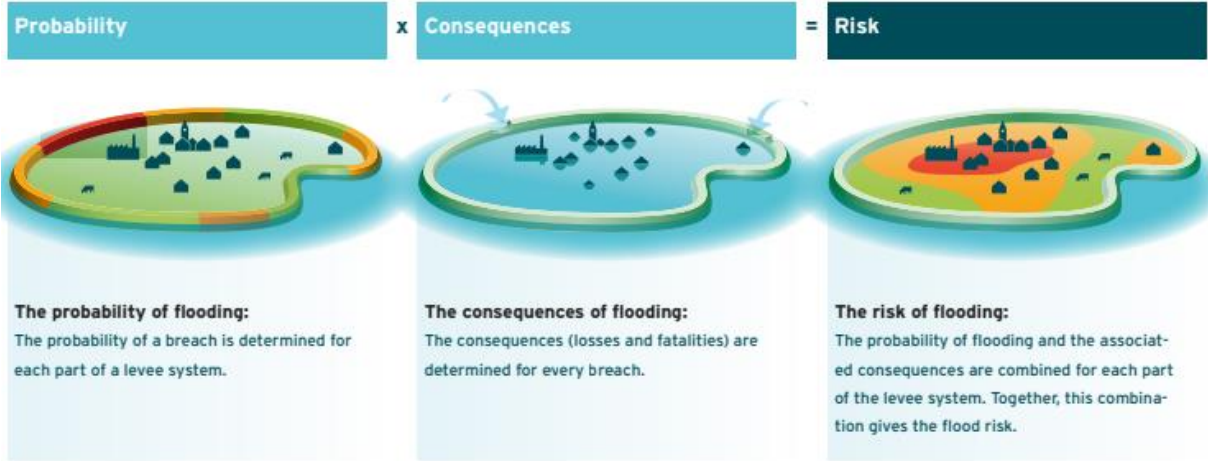 Probability x Consequences = Risk
The probability of flooding:
The probability of a breach is determined for
each part of a levee system.
The consequences of flooding:
The consequences (losses and fatalities) are
determined for every breach.
The risk of flooding:
The probability of flooding and the associat-
ed consequences are combined for each part
of the levee system. Together, this combina-
tion gives the flood risk.